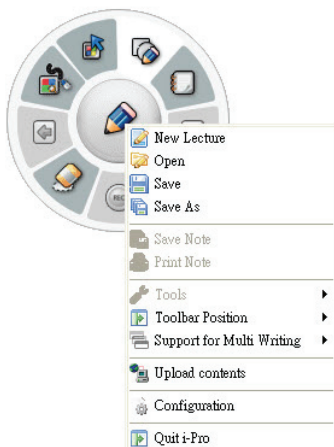 REC
New Lecture
Open
Save
Save As
Save Note
Print Note
Tools
Toolbar Position
Support for Multi Writing
Upload contents
Configuration
Quit i-Pro